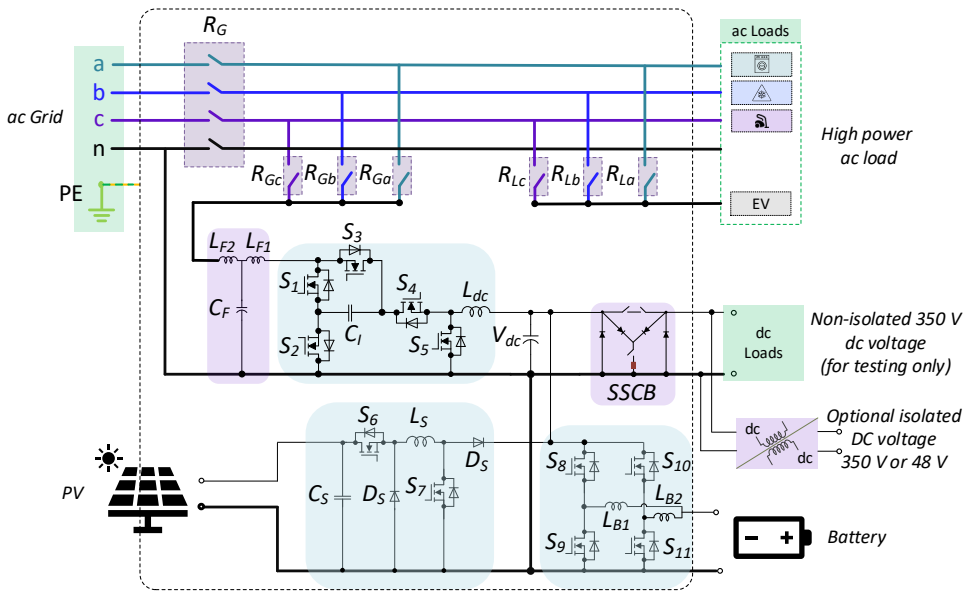 R_G
ac Loads
ac Grid
a
b
c
n
PE
High power
ac load
R_Gc
R_Gb
R_Ga
R_Lc
R_Lb
R_La
EV
L_F2
L_F1
C_F
S_1
S_2
S_3
C_I
S_4
S_5
L_dc
V_dc
SSCB
dc
Loads
Non-isolated 350 V
dc voltage
(for testing only)
dc
dc
Optional isolated
DC voltage
350 V or 48 V
PV
C_S
S_6
D_S
L_S
S_7
D_S
S_8
S_9
S_10
S_11
L_B1
L_B2
Battery